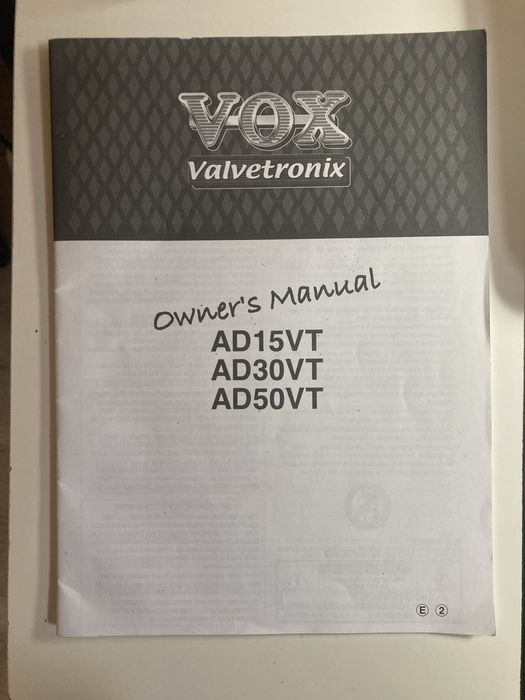 VOX
Valvetronix
Owner's Manual
AD15VT
AD30VT
AD50VT
E 2